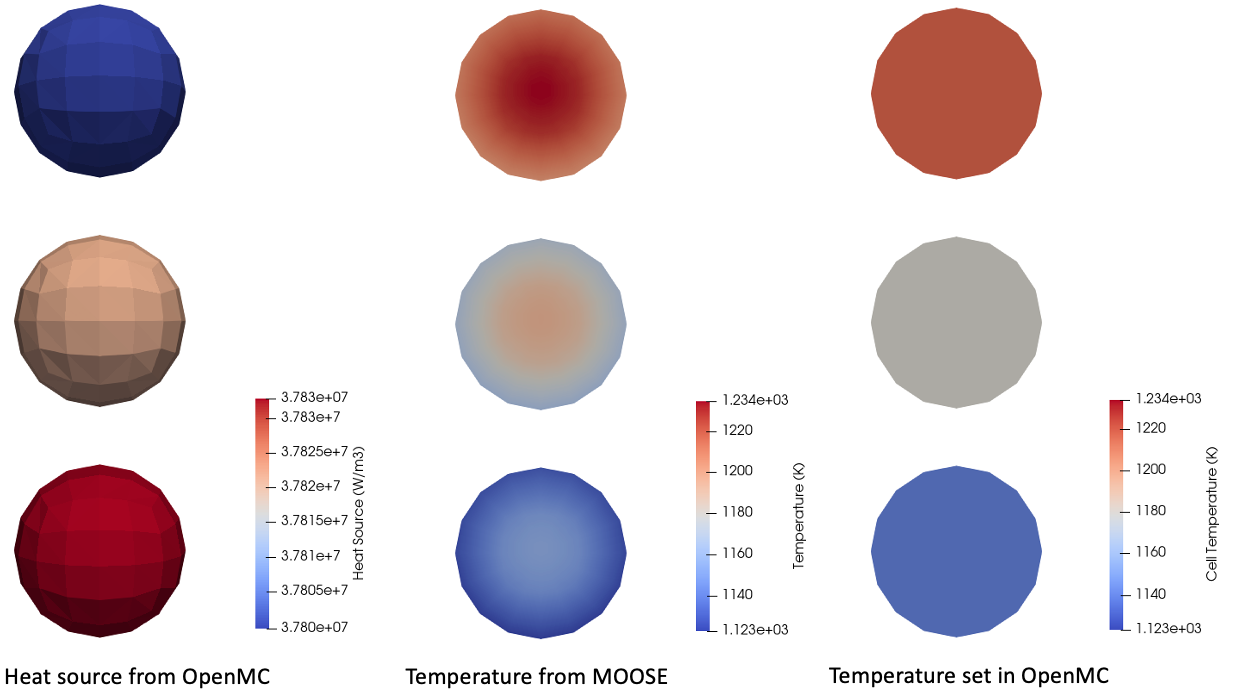 3.783e+07
3.783e+7
3.7825e+7
3.782e+7
3.7815e+7
3.781e+7
3.7805e+7
3.780e+07
Heat Source (W/m3)
1.234e+03
1220
1200
1180
1160
1140
1.123e+03
Temperature (K)
1.234e+03
1220
1200
1180
1160
1140
1.123e+03
Cell Temperature (K)
Heat source from OpenMC
Temperature from MOOSE
Temperature set in OpenMC